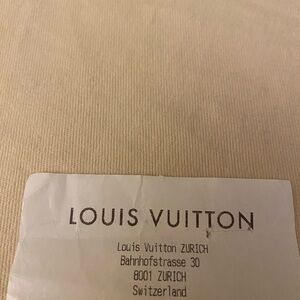 LOUIS VUITTON
Louis Vuitton ZURICH
Bahnhofstrasse 30
8001 ZURICH
Switzerland